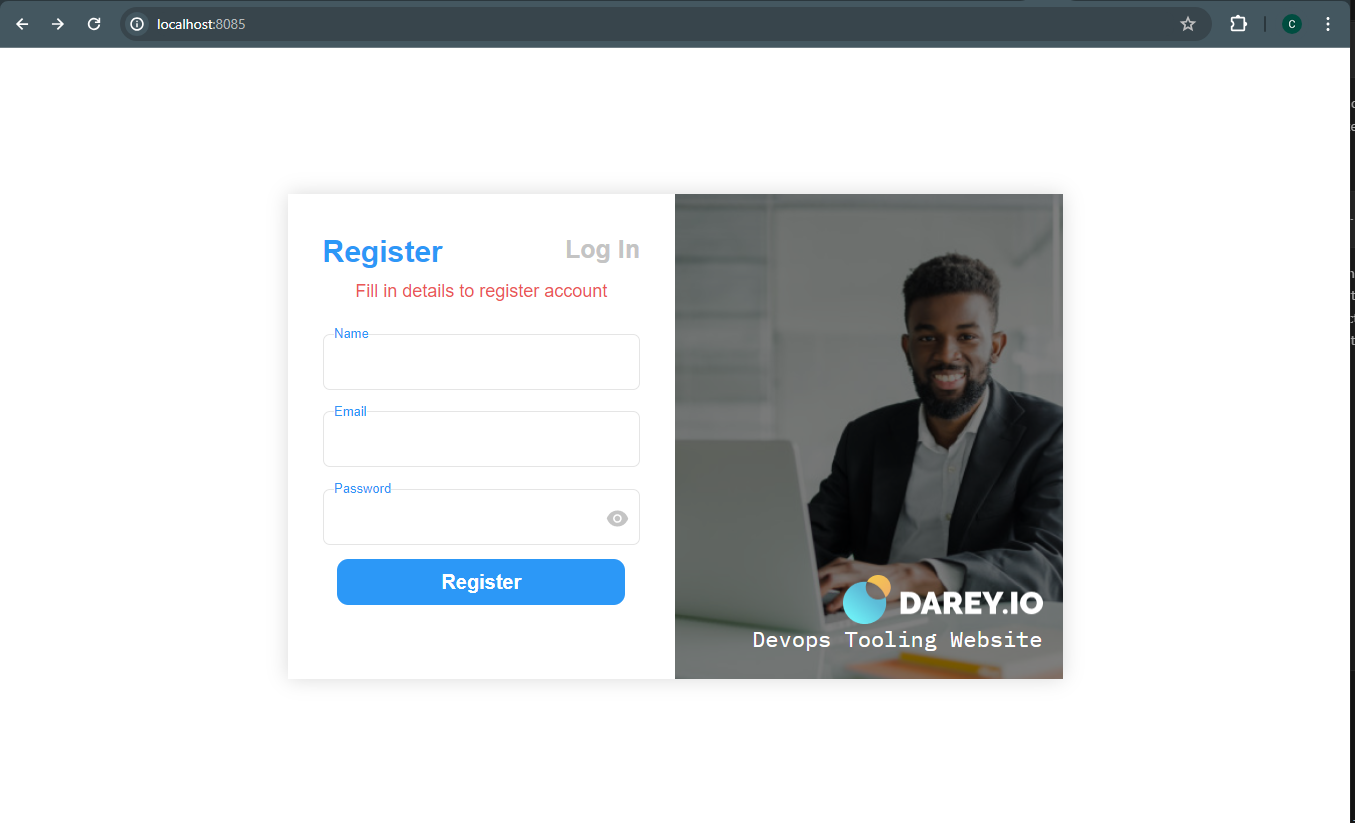 localhost:8085
C
Register
Log In
Fill in details to register account
Name
Email
Password
Register
DAREY.IO
Devops Tooling Website